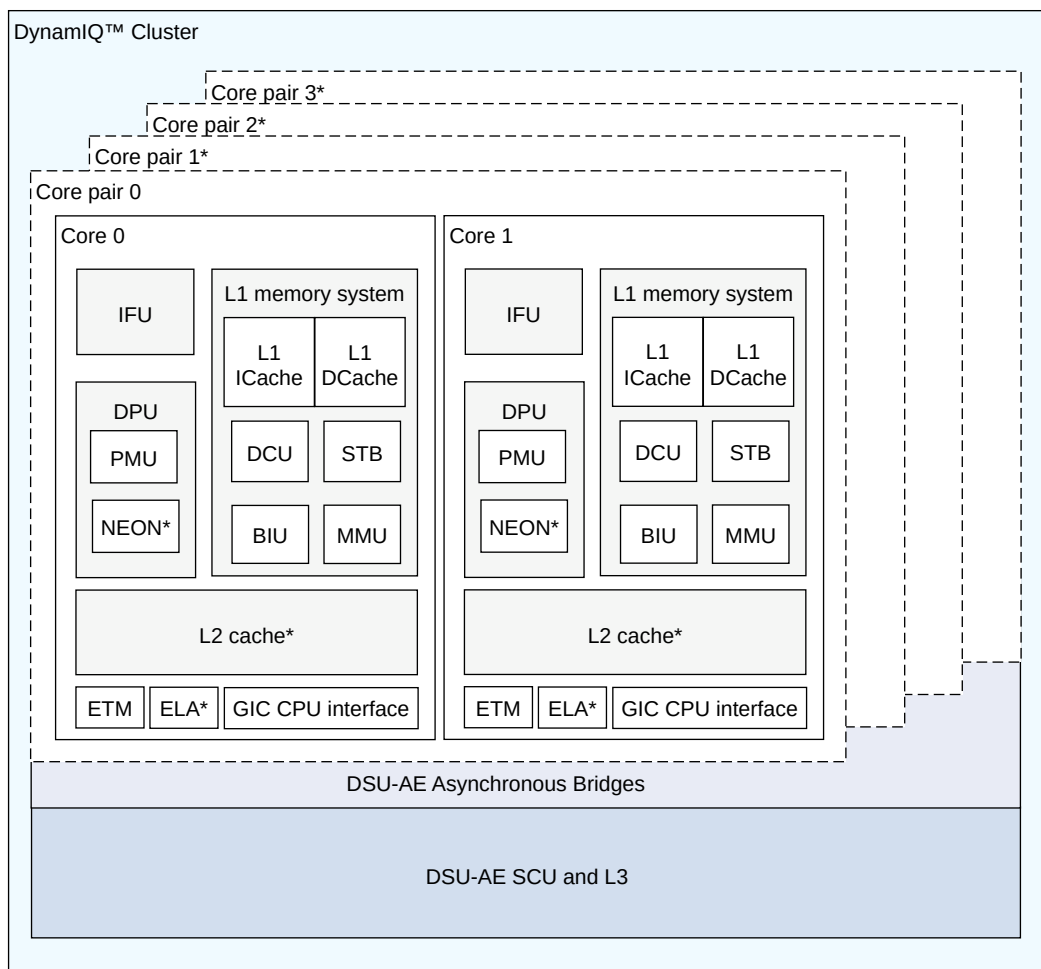 DynamIQ™ Cluster
Core pair 3*
Core pair 2*
Core pair 1*
Core pair 0
Core 0
IFU
L1 memory system
L1
ICache
L1
DCache
DPU
PMU
NEON*
DCU
STB
BIU
MMU
L2 cache*
ETM
ELA*
GIC CPU interface
Core 1
IFU
L1 memory system
L1
ICache
L1
DCache
DPU
PMU
NEON*
DCU
STB
BIU
MMU
L2 cache*
ETM
ELA*
GIC CPU interface
DSU-AE Asynchronous Bridges
DSU-AE SCU and L3